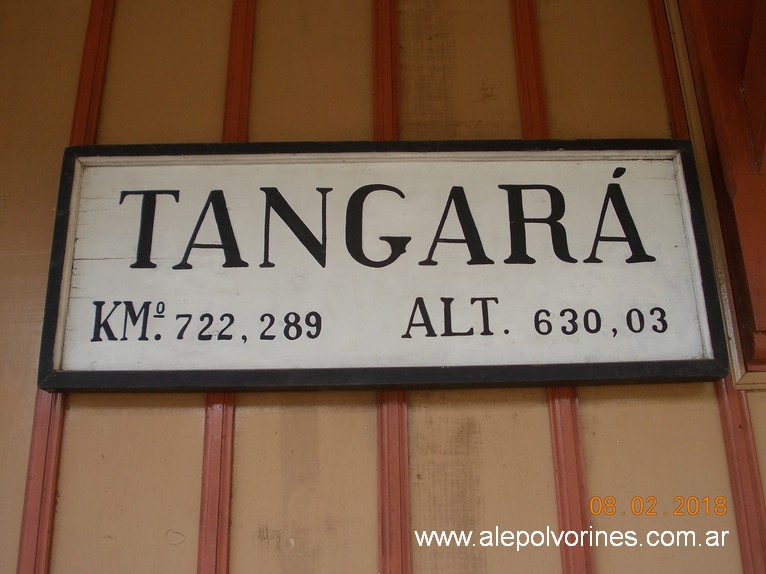 TANGARÁ
KMº. 722,289 ALT. 630,03
08.02.2018
www.alepolvorines.com.ar